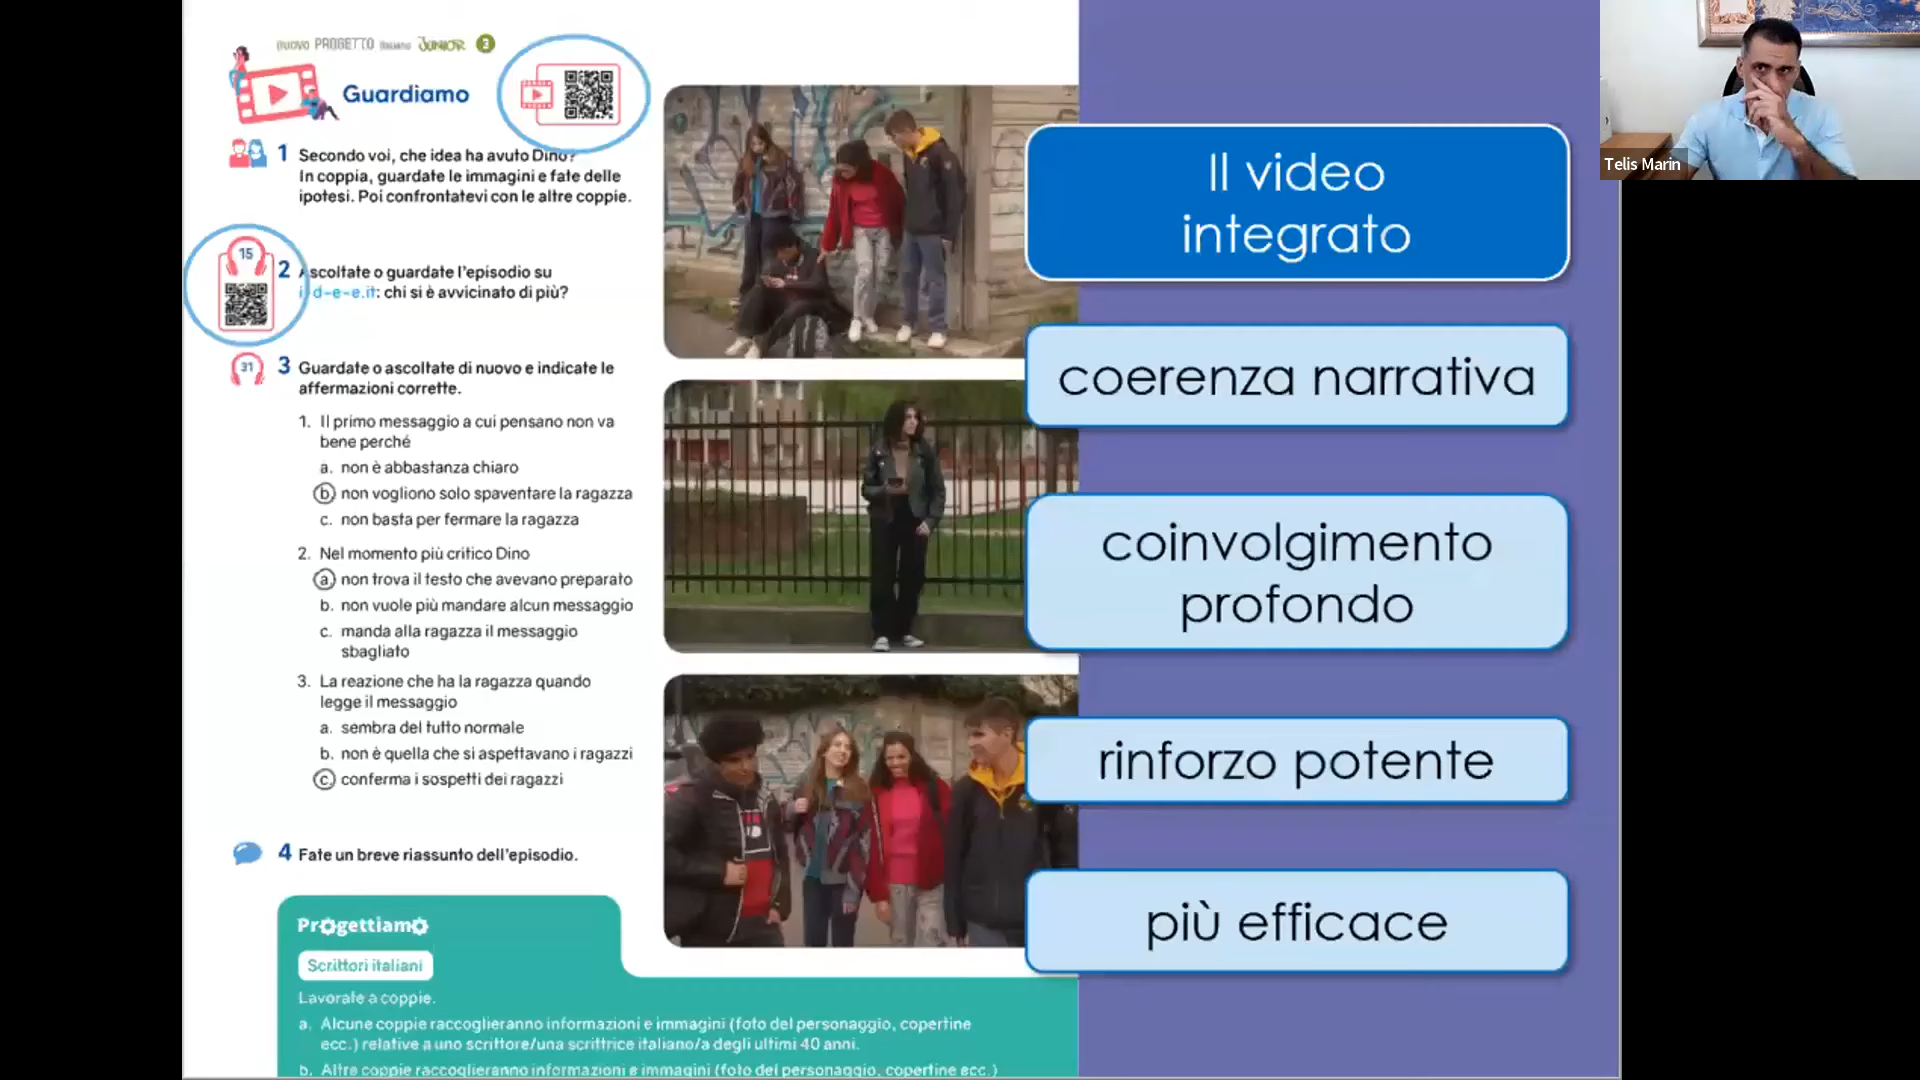 nuovo PROGETTO italiano Junior 3
Guardiamo
1 Secondo voi, che idea ha avuto Dino?
In coppia, guardate le immagini e fate delle
ipotesi. Poi confrontatevi con le altre coppie.
15
2 Ascoltate o guardate l'episodio su
i-d-e-e.it: chi si è avvicinato di più?
31
3 Guardate o ascoltate di nuovo e indicate le
affermazioni corrette.
1. Il primo messaggio a cui pensano non va
bene perché
a. non è abbastanza chiaro
b. non vogliono solo spaventare la ragazza
c. non basta per fermare la ragazza
2. Nel momento più critico Dino
a. non trova il testo che avevano preparato
b. non vuole più mandare alcun messaggio
c. manda alla ragazza il messaggio
sbagliato
3. La reazione che ha la ragazza quando
legge il messaggio
a. sembra del tutto normale
b. non è quella che si aspettavano i ragazzi
c. conferma i sospetti dei ragazzi
4 Fate un breve riassunto dell'episodio.
Progettiamo
Scrittori italiani
Lavorate a coppie.
a. Alcune coppie raccoglieranno informazioni e immagini (foto del personaggio, copertine
ecc.) relative a uno scrittore/una scrittrice italiano/a degli ultimi 40 anni.
b. Altre coppie raccoglieranno informazioni e immagini (foto del personaggio, copertine ecc.)
Il video
integrato
coerenza narrativa
coinvolgimento
profondo
rinforzo potente
più efficace
Telis Marin